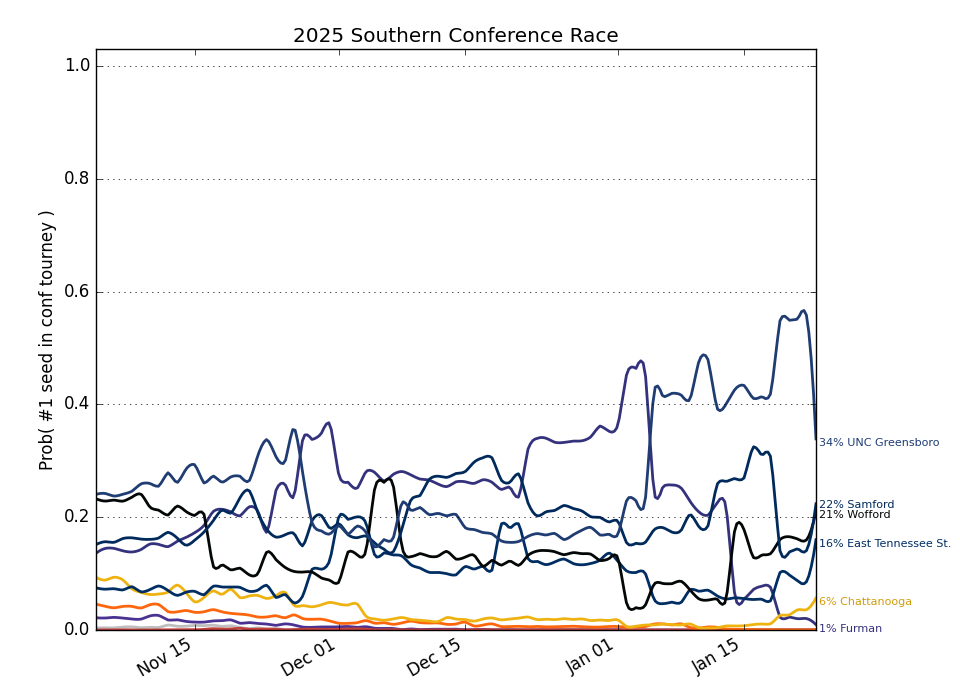 2025 Southern Conference Race
Prob( #1 seed in conf tourney )
1.0
0.8
0.6
0.4
0.2
0.0
34% UNC Greensboro
22% Samford
21% Wofford
16% East Tennessee St.
6% Chattanooga
1% Furman
Nov 15
Dec 01
Dec 15
Jan 01
Jan 15